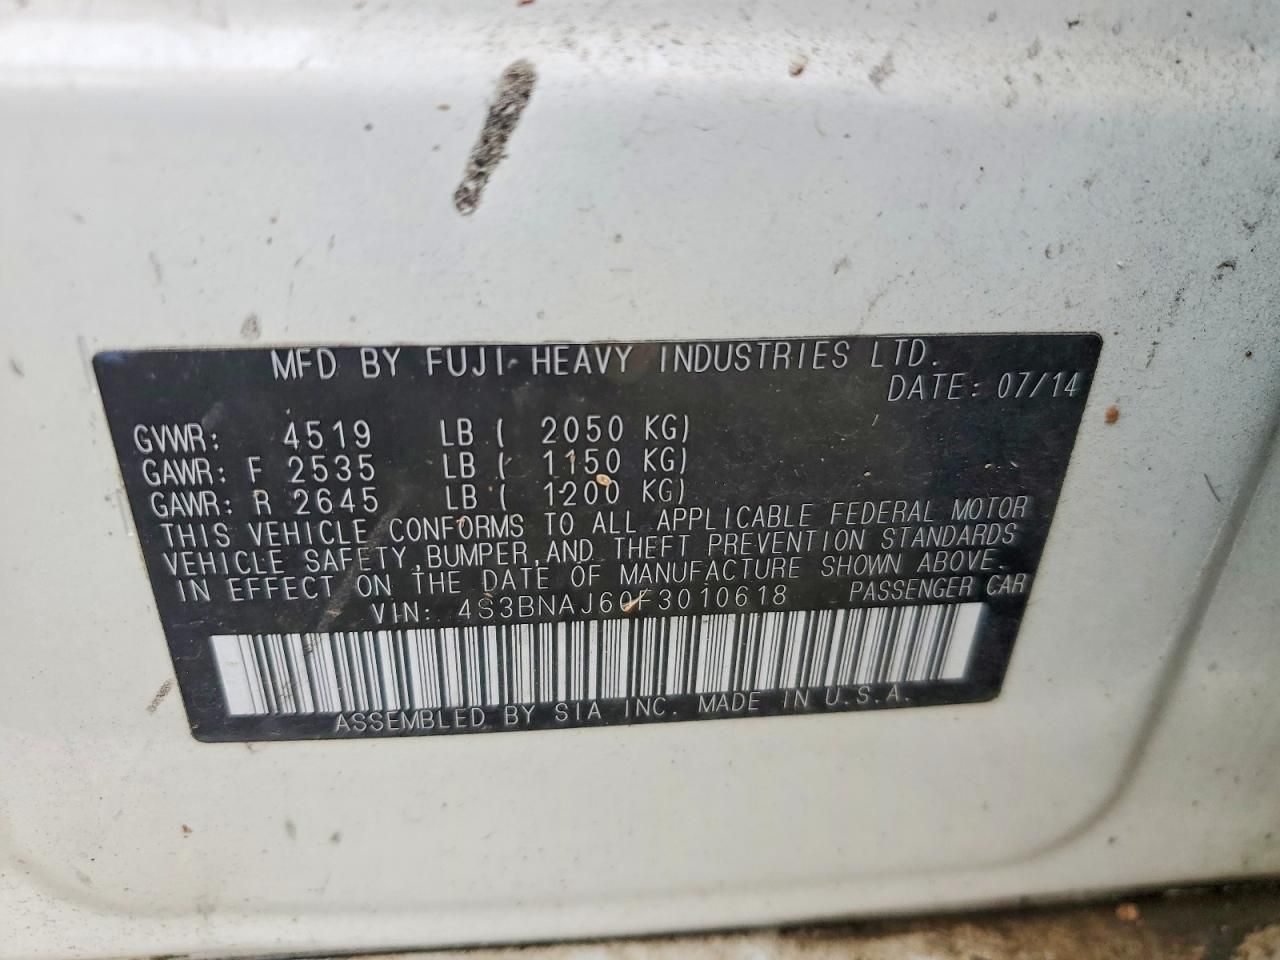 MFD BY FUJI HEAVY INDUSTRIES LTD.
DATE: 07/14
GVWR: 4519 LB ( 2050 KG)
GAWR: F 2535 LB ( 1150 KG)
GAWR: R 2645 LB ( 1200 KG)
THIS VEHICLE CONFORMS TO ALL APPLICABLE FEDERAL MOTOR
VEHICLE SAFETY, BUMPER, AND THEFT PREVENTION STANDARDS
IN EFFECT ON THE DATE OF MANUFACTURE SHOWN ABOVE.
VIN: 4S3BNAJ60F3010618 PASSENGER CAR
ASSEMBLED BY SIA INC. MADE IN U.S.A.